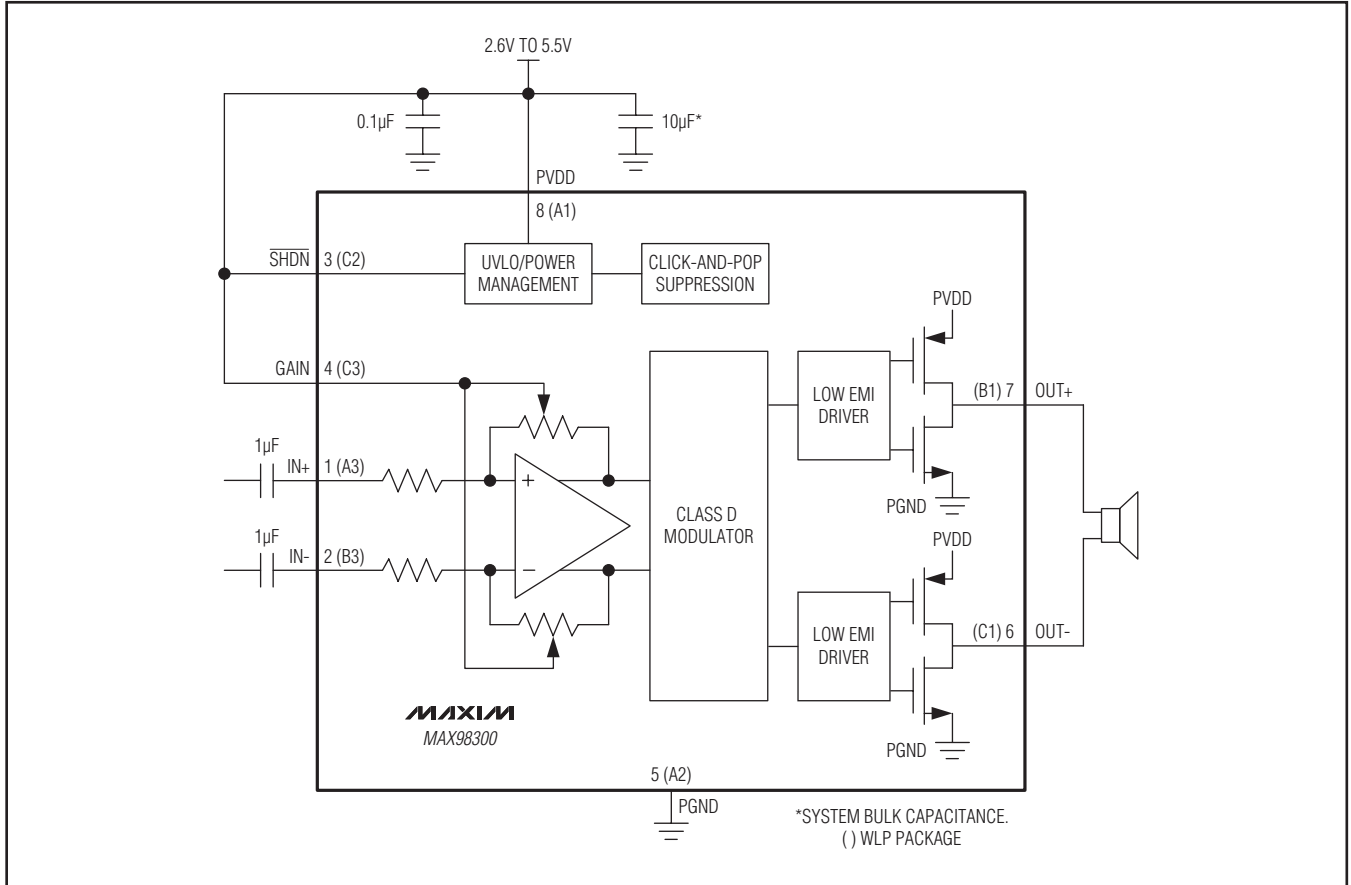 2.6V TO 5.5V
0.1µF
10µF*
PVDD
8 (A1)
SHDN
3 (C2)
UVLO/POWER
MANAGEMENT
CLICK-AND-POP
SUPPRESSION
PVDD
GAIN
4 (C3)
LOW EMI
DRIVER
(B1) 7
OUT+
1µF
IN+
1 (A3)
+
CLASS D
MODULATOR
PGND
1µF
IN-
2 (B3)
−
PVDD
LOW EMI
DRIVER
(C1) 6
OUT-
MAXIM
MAX98300
PGND
5 (A2)
PGND
*SYSTEM BULK CAPACITANCE.
( ) WLP PACKAGE